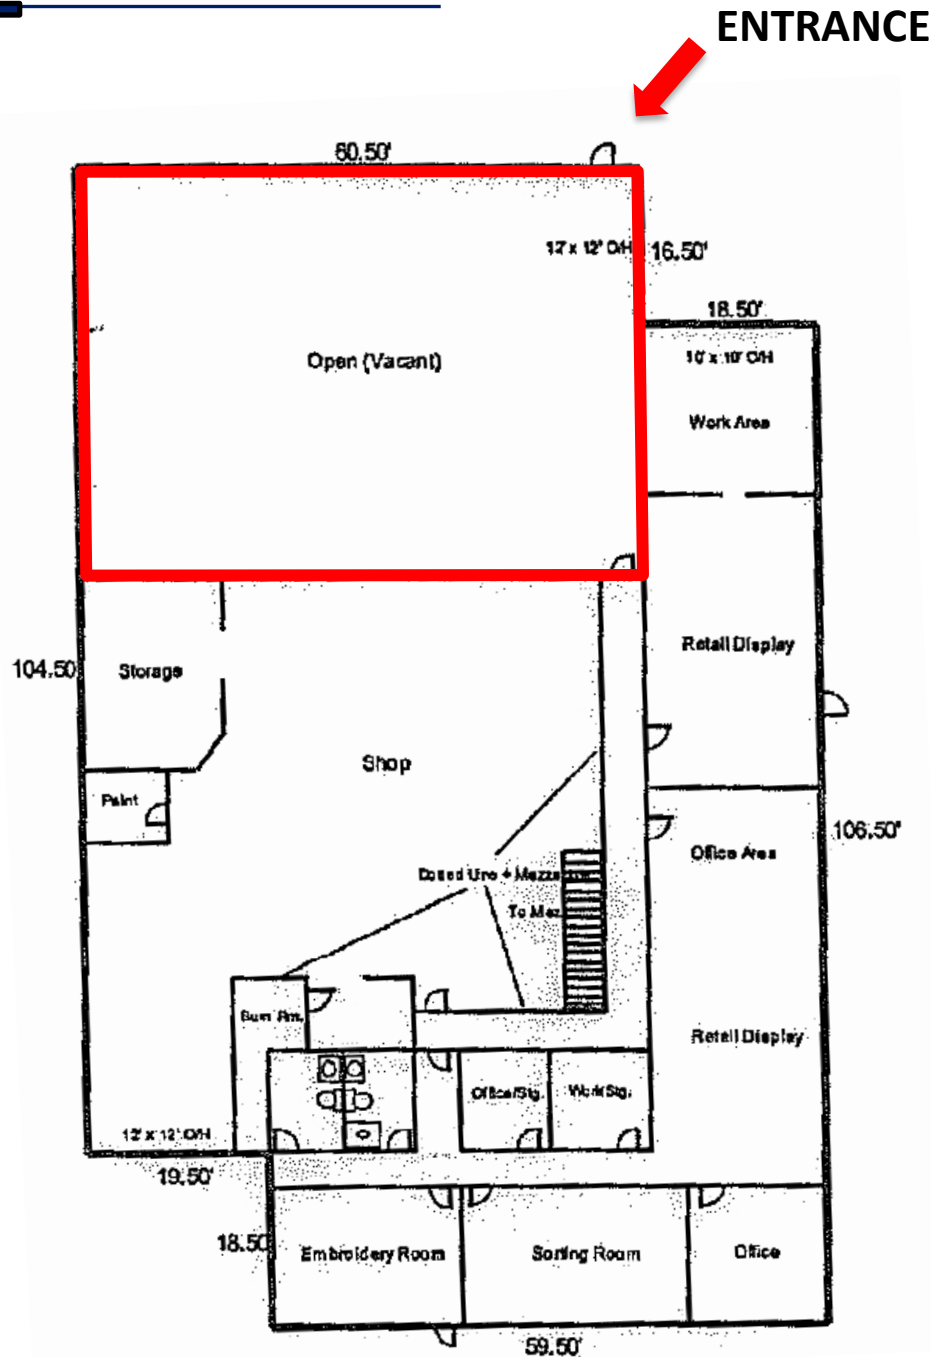 ENTRANCE
60.50'
12' x 12' O/H
16.50'
18.50'
10' x 10' O/H
Open (Vacant)
Work Area
Retail Display
104.50
Storage
Shop
Paint
106.50'
Office Area
To Mez.
Retail Display
Office/Stg.
Work/Stg.
12' x 12' O/H
19.50'
18.50'
Embroidery Room
Sorting Room
Office
59.50'